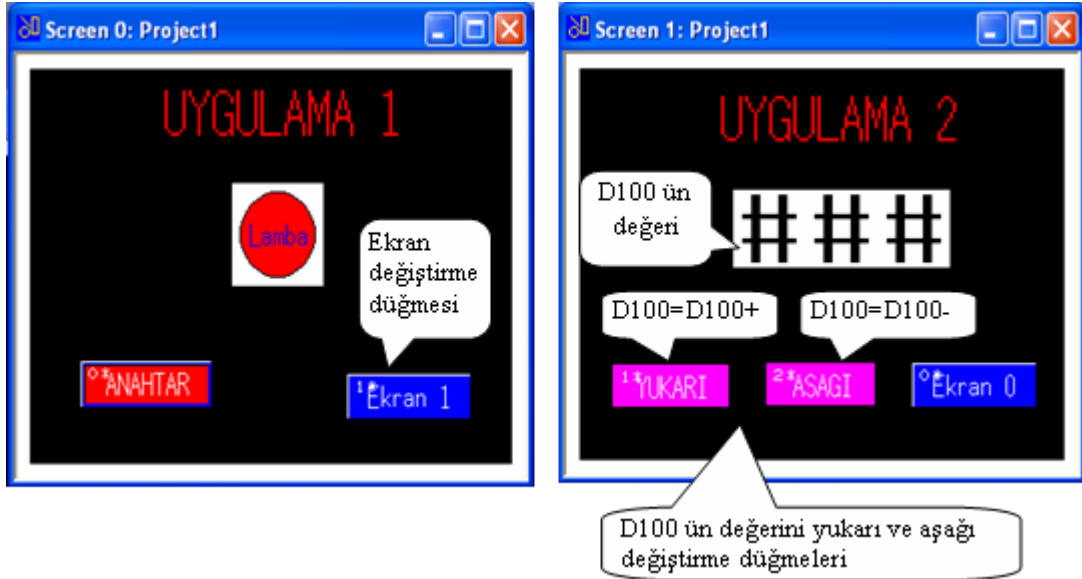 Screen 0: Project1
UYGULAMA 1
Lamba
Ekran
değiştirme
düğmesi
0*ANAHTAR
1*Ekran 1
Screen 1: Project1
UYGULAMA 2
D100 ün
değeri
# # #
D100=D100+
D100=D100-
1*YUKARI
2*ASAGI
0*Ekran 0
D100 ün değerini yukarı ve aşağı
değiştirme düğmeleri